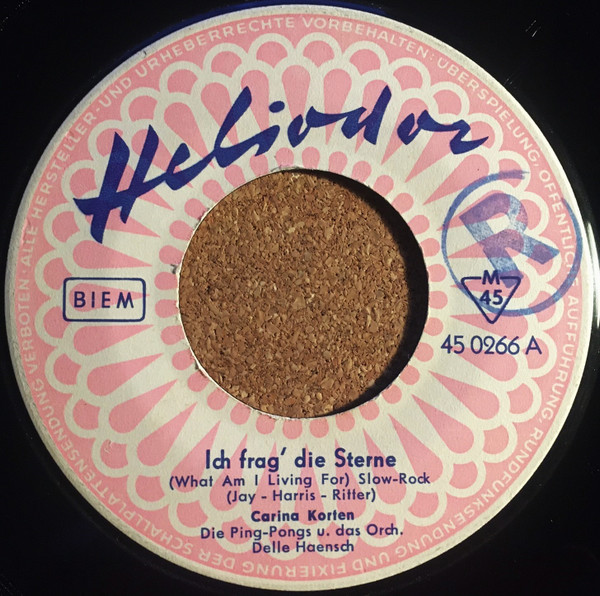 ALLE HERSTELLER- UND URHEBERRECHTE VORBEHALTEN · ÜBERSPIELUNG, ÖFFENTLICHE AUFFÜHRUNG, RUNDFUNKSENDUNG UND FIXIERUNG DER SCHALLPLATTENSENDUNG VERBOTEN ·
Heliodor
R
BIEM
M
45
45 0266 A
Ich frag' die Sterne
(What Am I Living For) Slow-Rock
(Jay - Harris - Ritter)
Carina Korten
Die Ping-Pongs u. das Orch.
Delle Haensch